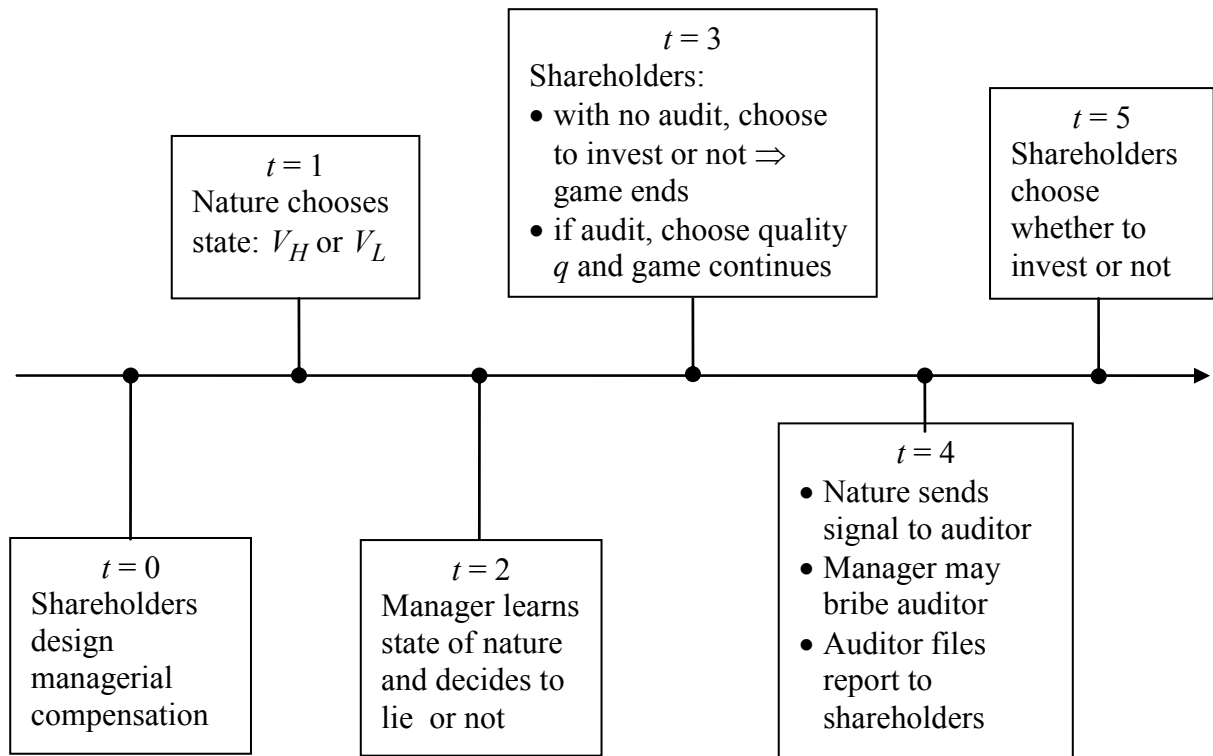 t = 0
Shareholders
design
managerial
compensation
t = 1
Nature chooses
state: V_H or V_L
t = 2
Manager learns
state of nature
and decides to
lie or not
t = 3
Shareholders:
• with no audit, choose
to invest or not ⇒
game ends
• if audit, choose quality
q and game continues
t = 4
• Nature sends
signal to auditor
• Manager may
bribe auditor
• Auditor files
report to
shareholders
t = 5
Shareholders
choose
whether to
invest or not